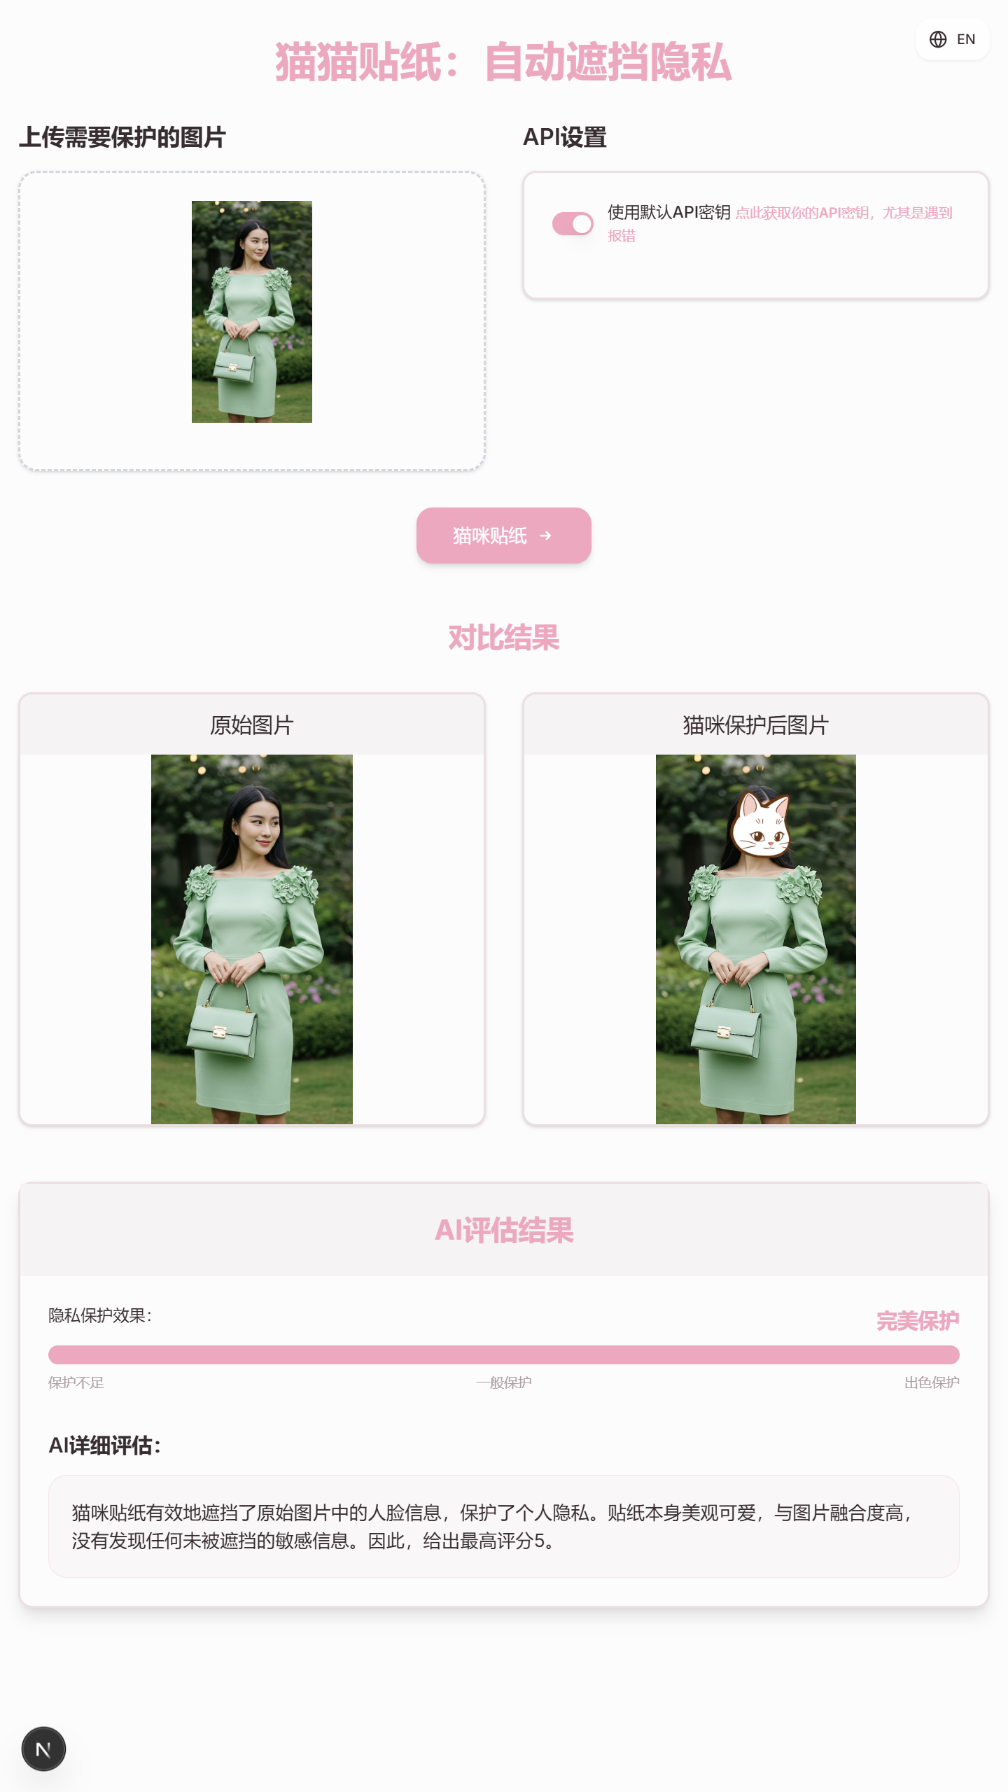 EN
猫猫贴纸：自动遮挡隐私
上传需要保护的图片
API设置
使用默认API密钥 点此获取你的API密钥，尤其是遇到
报错
猫咪贴纸 →
对比结果
原始图片
猫咪保护后图片
AI评估结果
隐私保护效果：
完美保护
保护不足
一般保护
出色保护
AI详细评估：
猫咪贴纸有效地遮挡了原始图片中的人脸信息，保护了个人隐私。贴纸本身美观可爱，与图片融合度高，
没有发现任何未被遮挡的敏感信息。因此，给出最高评分5。
N